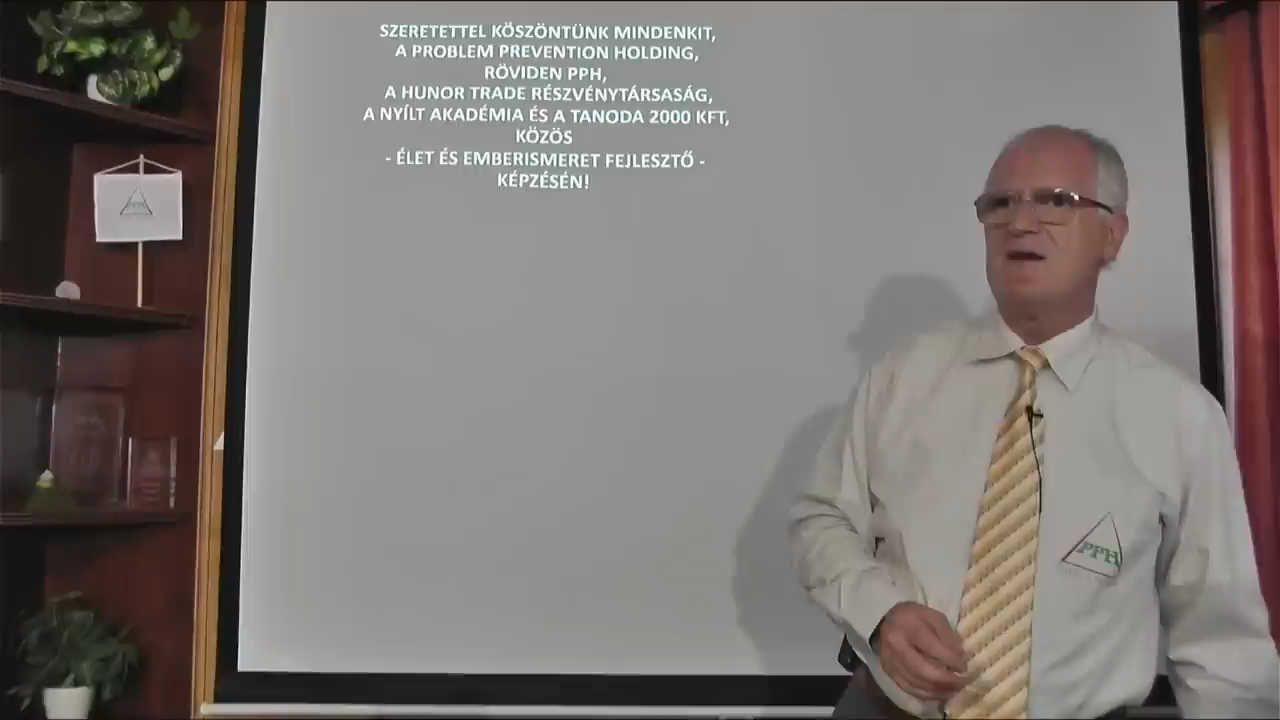 SZERETETTEL KÖSZÖNTÜNK MINDENKIT,
A PROBLEM PREVENTION HOLDING,
RÖVIDEN PPH,
A HUNOR TRADE RÉSZVÉNYTÁRSASÁG,
A NYÍLT AKADÉMIA ÉS A TANODA 2000 KFT,
KÖZÖS
- ÉLET ÉS EMBERISMERET FEJLESZTŐ -
KÉPZÉSÉN!
PPH
PPH